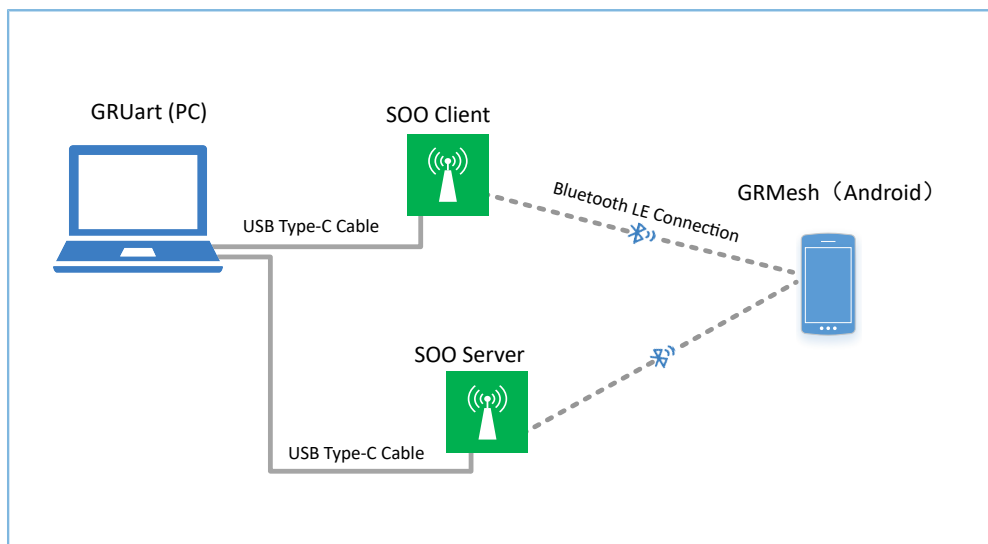 GRUart (PC)
SOO Client
Bluetooth LE Connection
GRMesh（Android）
USB Type-C Cable
SOO Server
USB Type-C Cable